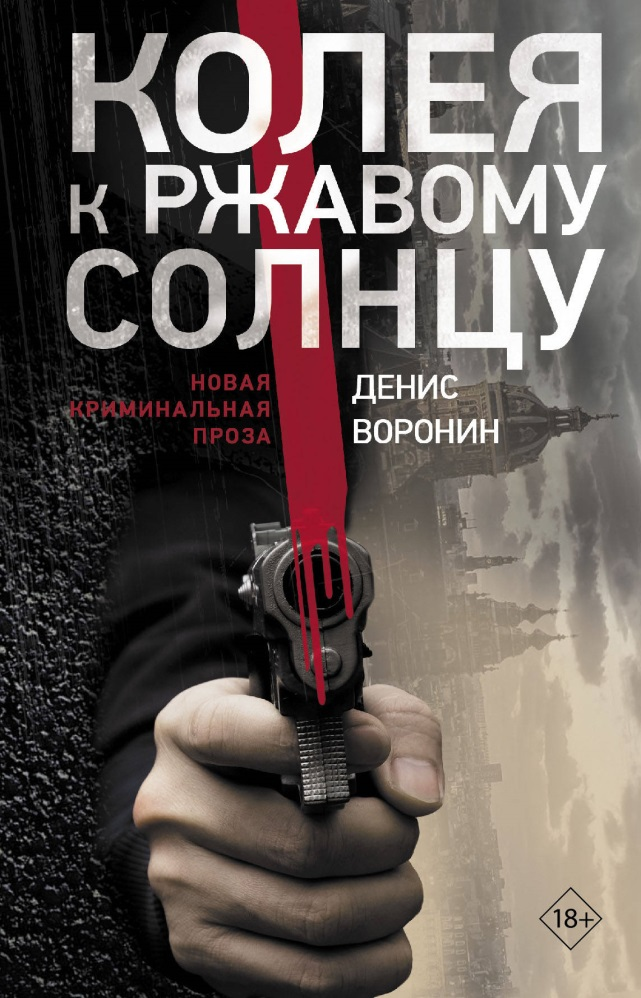 КОЛЕЯ
К РЖАВОМУ
СОЛНЦУ
НОВАЯ
КРИМИНАЛЬНАЯ
ПРОЗА
ДЕНИС
ВОРОНИН
18+